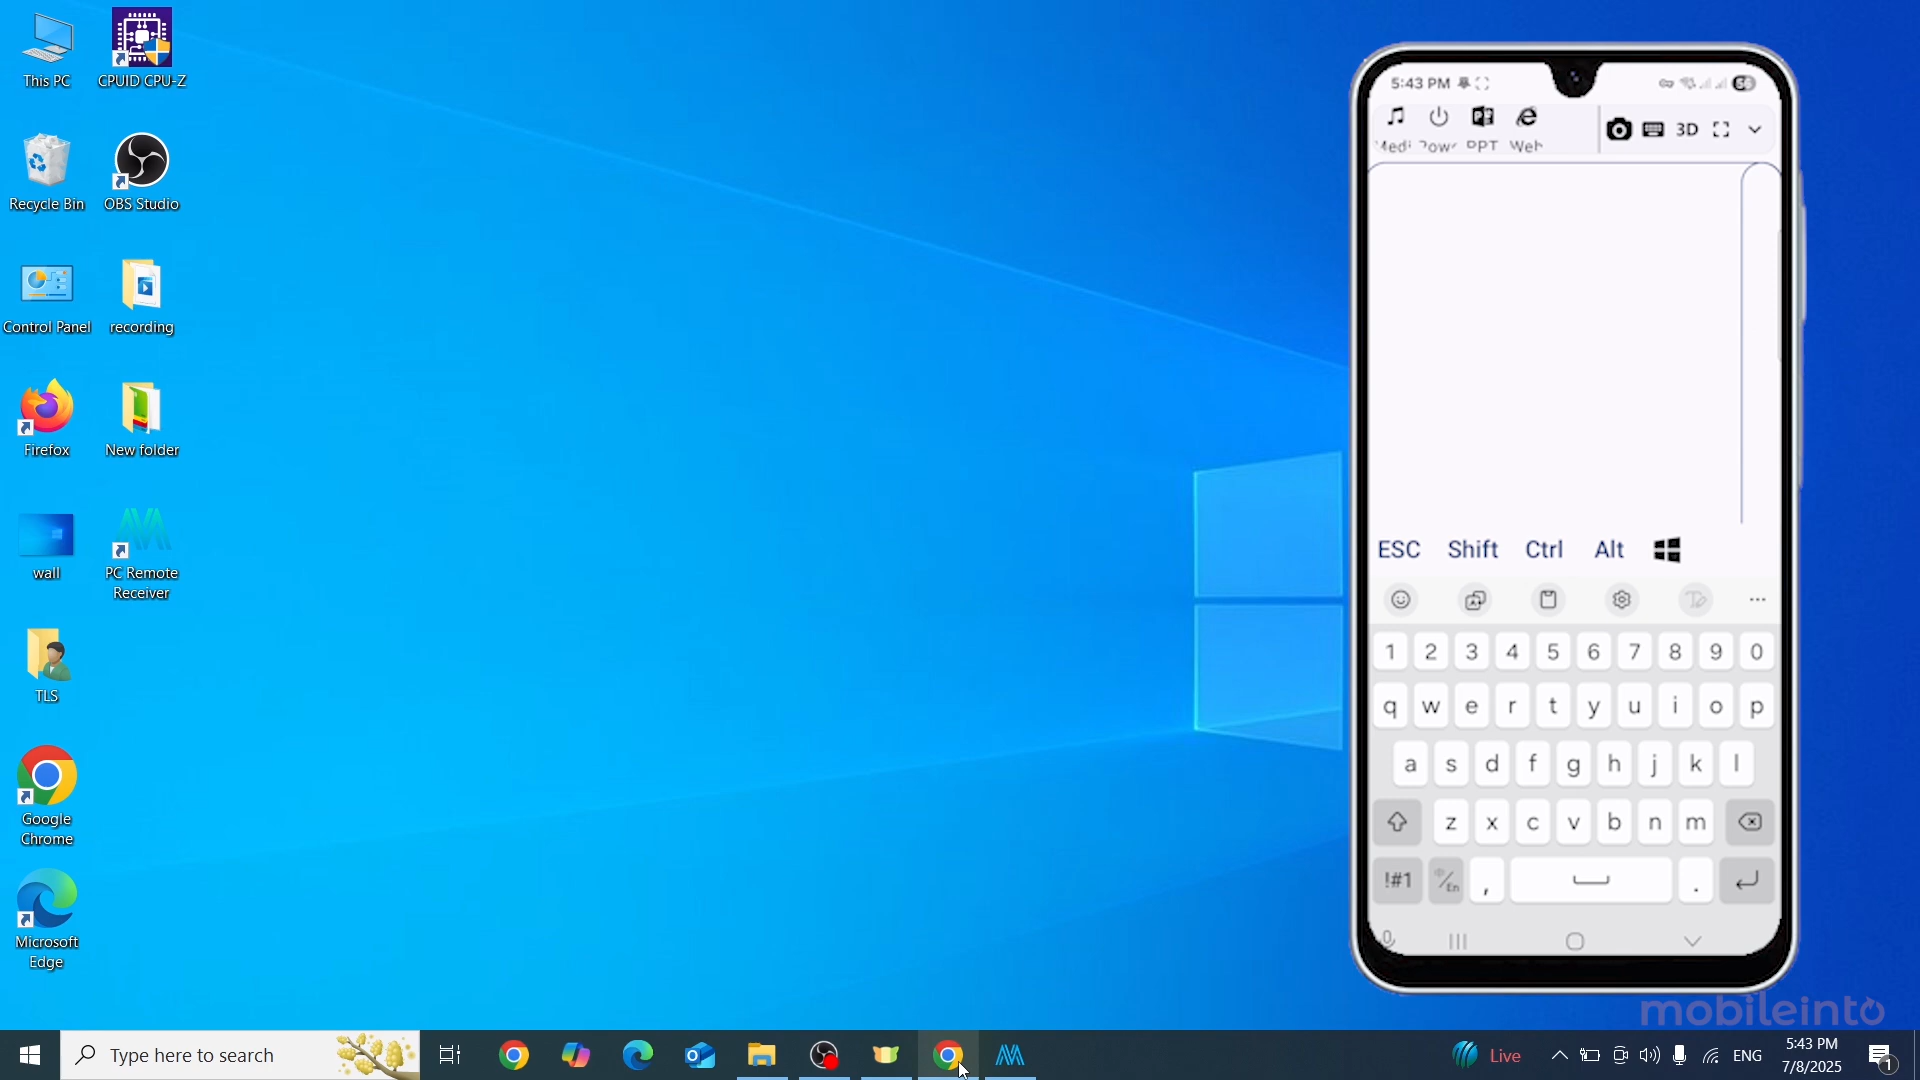 This PC
CPUID CPU-Z
Recycle Bin
OBS Studio
Control Panel
recording
Firefox
New folder
wall
PC Remote
Receiver
TLS
Google
Chrome
Microsoft
Edge
5:43 PM
3D
PPT
Web
ESC Shift Ctrl Alt
1 2 3 4 5 6 7 8 9 0
q w e r t y u i o p
a s d f g h j k l
z x c v b n m
!#1 En , .
mobileinto
Type here to search
Live
ENG
5:43 PM
7/8/2025
1